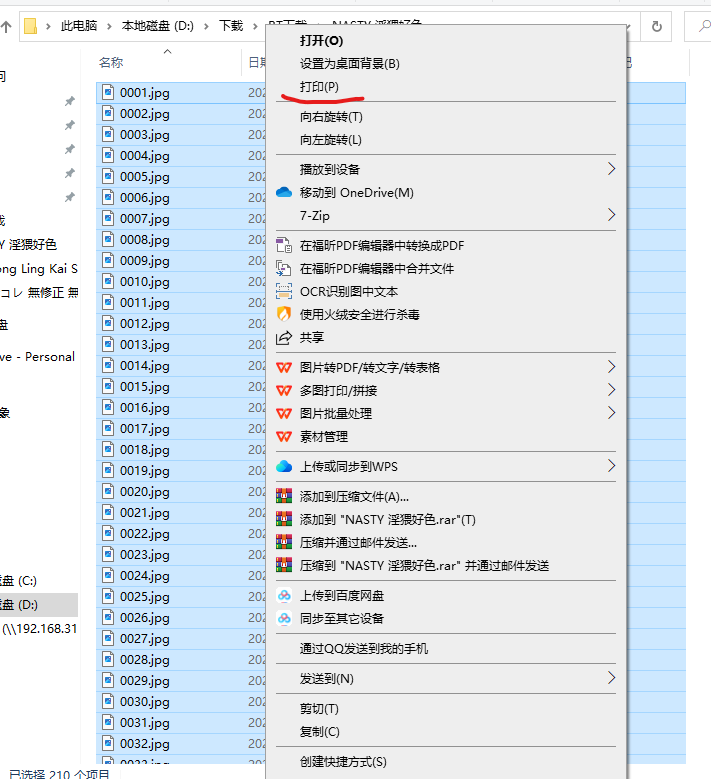 此电脑 › 本地磁盘 (D:) › 下载 › BT下载 › NASTY 淫猥好色
名称
日期
问
0001.jpg
0002.jpg
0003.jpg
0004.jpg
0005.jpg
0006.jpg
0007.jpg
0008.jpg
0009.jpg
0010.jpg
0011.jpg
0012.jpg
0013.jpg
0014.jpg
0015.jpg
0016.jpg
0017.jpg
0018.jpg
0019.jpg
0020.jpg
0021.jpg
0022.jpg
0023.jpg
0024.jpg
0025.jpg
0026.jpg
0027.jpg
0028.jpg
0029.jpg
0030.jpg
0031.jpg
0032.jpg
Y 淫猥好色
ong Ling Kai S
コレ 無修正 無
盘
ve - Personal
象
盘 (C:)
盘 (D:)
(\\192.168.31
打开(O)
设置为桌面背景(B)
打印(P)
向右旋转(T)
向左旋转(L)
播放到设备
移动到 OneDrive(M)
7-Zip
在福昕PDF编辑器中转换成PDF
在福昕PDF编辑器中合并文件
OCR识别图中文本
使用火绒安全进行杀毒
共享
图片转PDF/转文字/转表格
多图打印/拼接
图片批量处理
素材管理
上传或同步到WPS
添加到压缩文件(A)...
添加到 "NASTY 淫猥好色.rar"(T)
压缩并通过邮件发送...
压缩到 "NASTY 淫猥好色.rar" 并通过邮件发送
上传到百度网盘
同步至其它设备
通过QQ发送到我的手机
发送到(N)
剪切(T)
复制(C)
创建快捷方式(S)
已选择 210 个项目